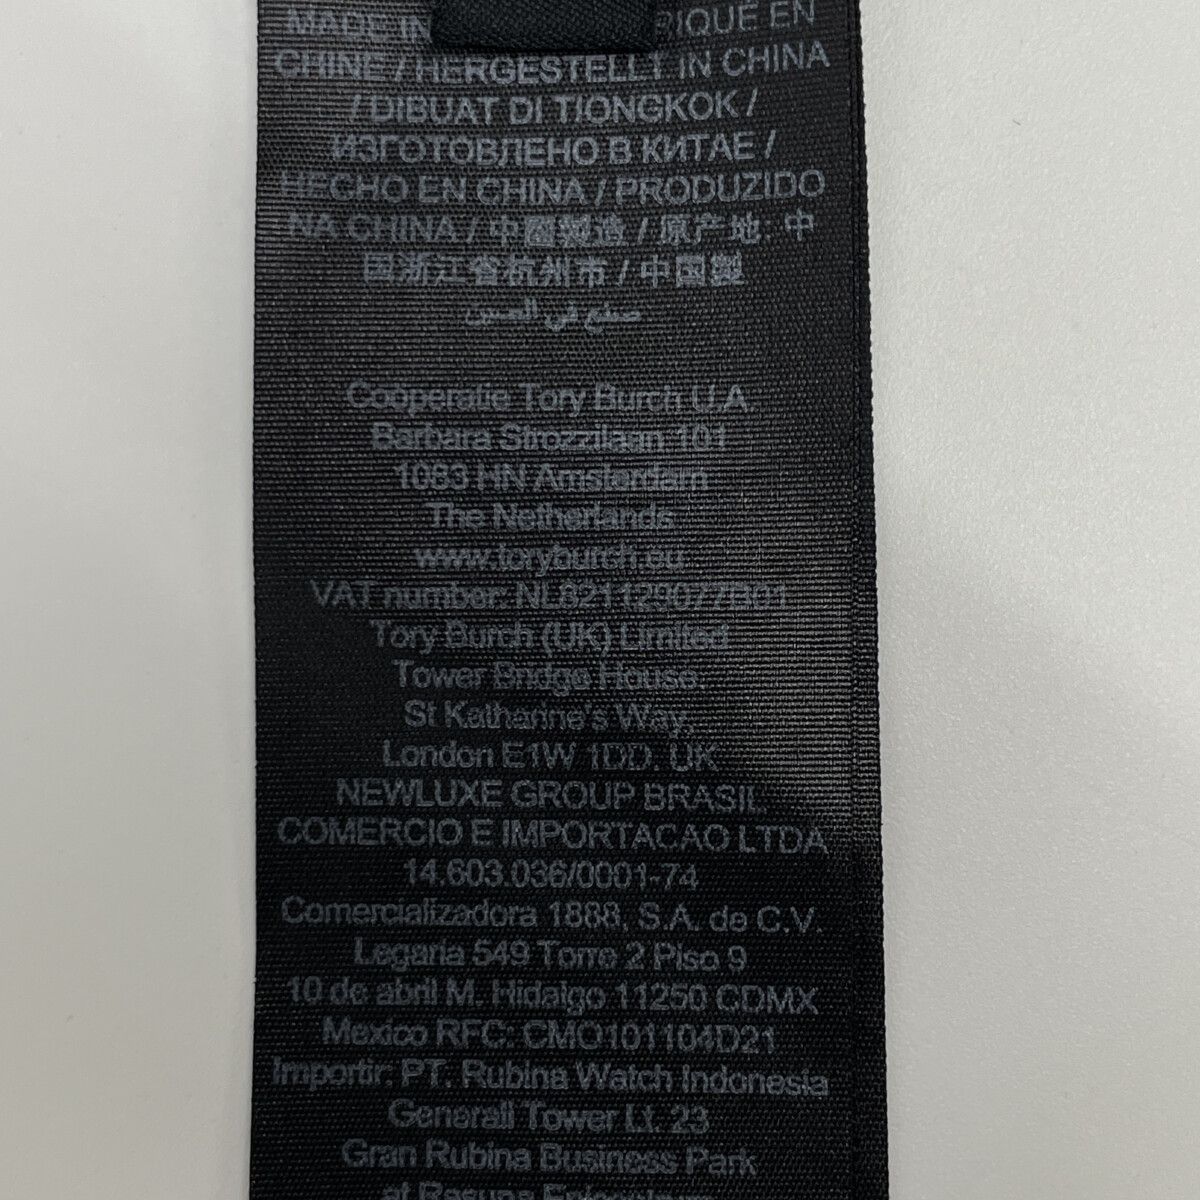 MADE IN RIQUÉ EN
CHINE / HERGESTELLT IN CHINA
/ DIBUAT DI TIONGKOK /
ИЗГОТОВЛЕНО В КИТАЕ /
HECHO EN CHINA / PRODUZIDO
NA CHINA / 中國製造 / 原产地: 中
国浙江省杭州市 / 中国製
صنع في الصين
Cooperatie Tory Burch U.A.
Barbara Strozzilaan 101
1083 HN Amsterdam
The Netherlands
www.toryburch.eu
VAT number: NL821129077B01
Tory Burch (UK) Limited
Tower Bridge House,
St Katharine's Way,
London E1W 1DD, UK
NEWLUXE GROUP BRASIL
COMERCIO E IMPORTACAO LTDA
14.603.036/0001-74
Comercializadora 1888, S.A. de C.V.
Legaria 549 Torre 2 Piso 9
10 de abril M. Hidalgo 11250 CDMX
Mexico RFC: CMO101104D21
Importir: PT. Rubina Watch Indonesia
Generali Tower Lt. 23
Gran Rubina Business Park
at Rasuna Epicentrum